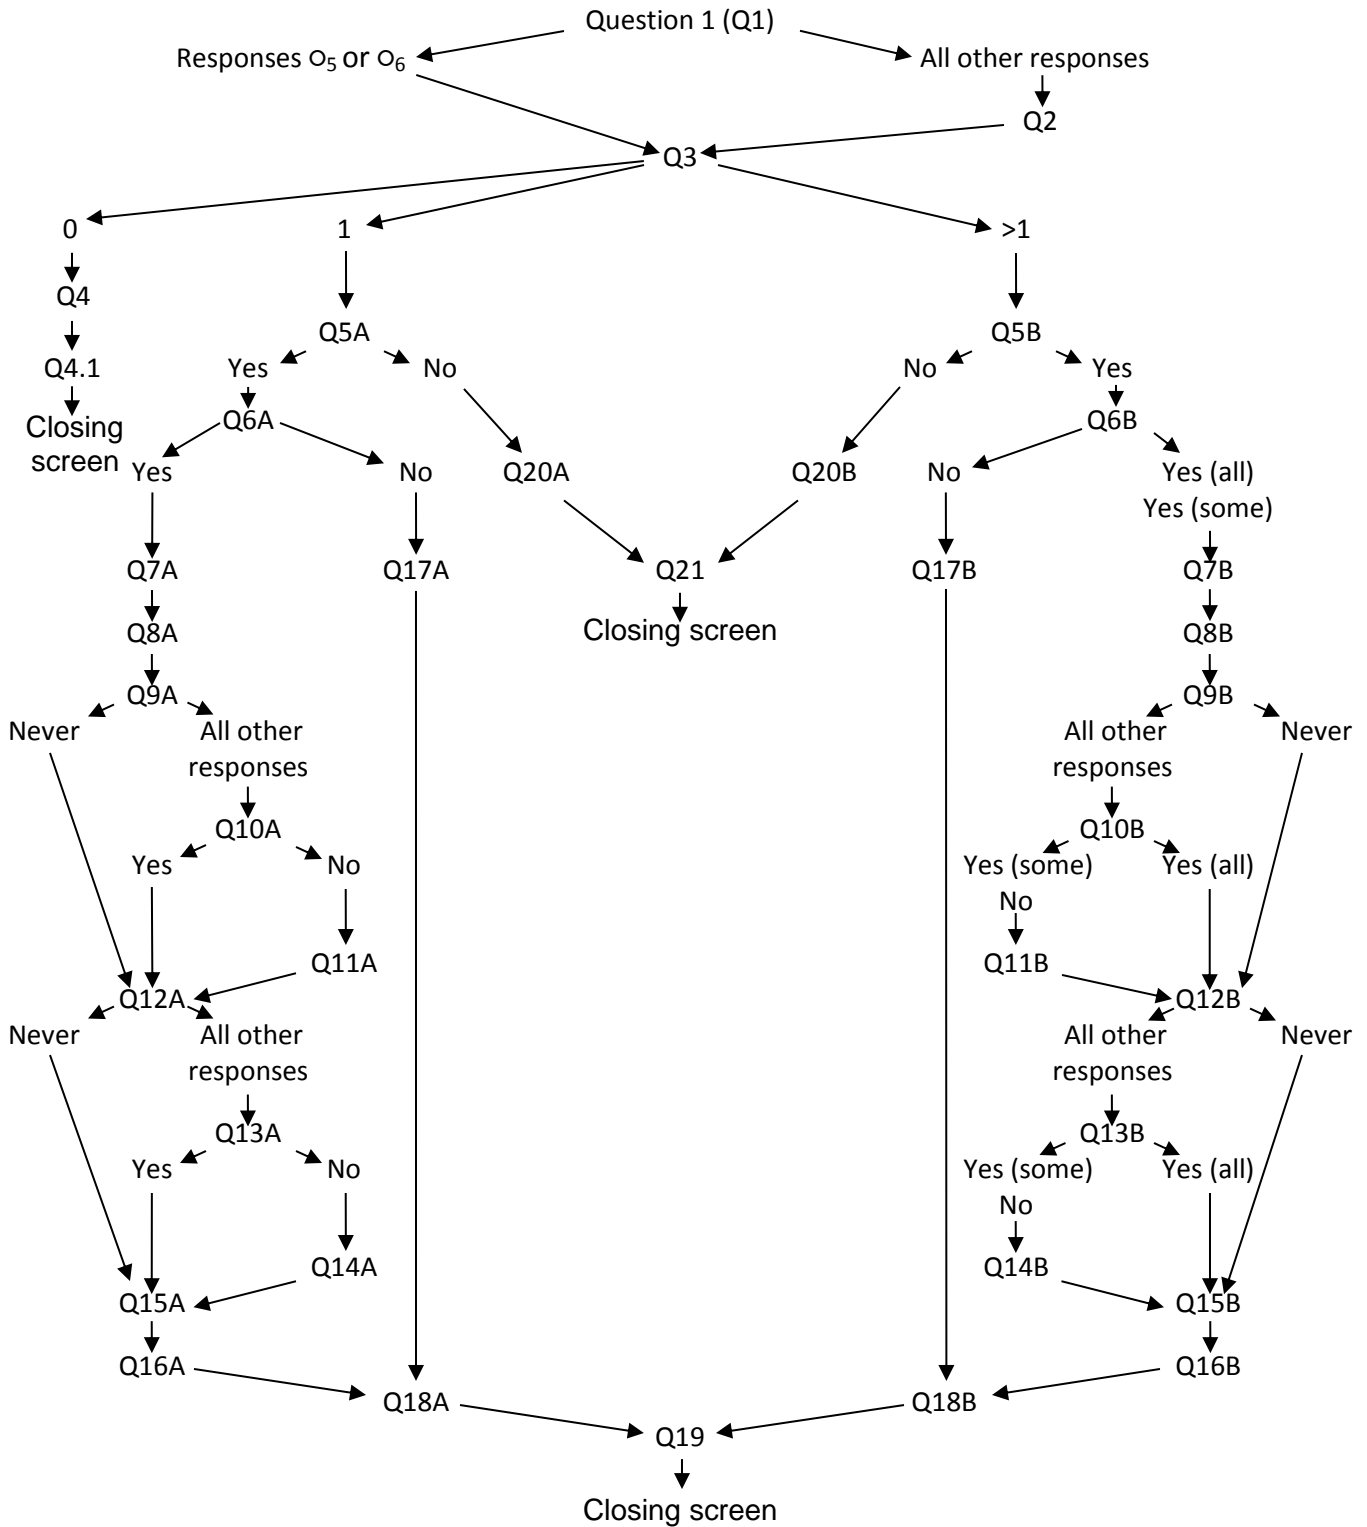 Question 1 (Q1)
Responses O5 or O6
All other responses
Q2
Q3
0
1
>1
Q4
Q5A
Q5B
Q4.1
Yes
No
No
Yes
Closing
screen
Q6A
Q6B
Yes
No
Q20A
Q20B
No
Yes (all)
Yes (some)
Q7A
Q17A
Q21
Q17B
Q7B
Q8A
Closing screen
Q8B
Q9A
Q9B
Never
All other
responses
All other
responses
Never
Q10A
Q10B
Yes
No
Yes (some)
No
Yes (all)
Q11A
Q11B
Q12A
Q12B
Never
All other
responses
All other
responses
Never
Q13A
Q13B
Yes
No
Yes (some)
No
Yes (all)
Q14A
Q14B
Q15A
Q15B
Q16A
Q16B
Q18A
Q18B
Q19
Closing screen